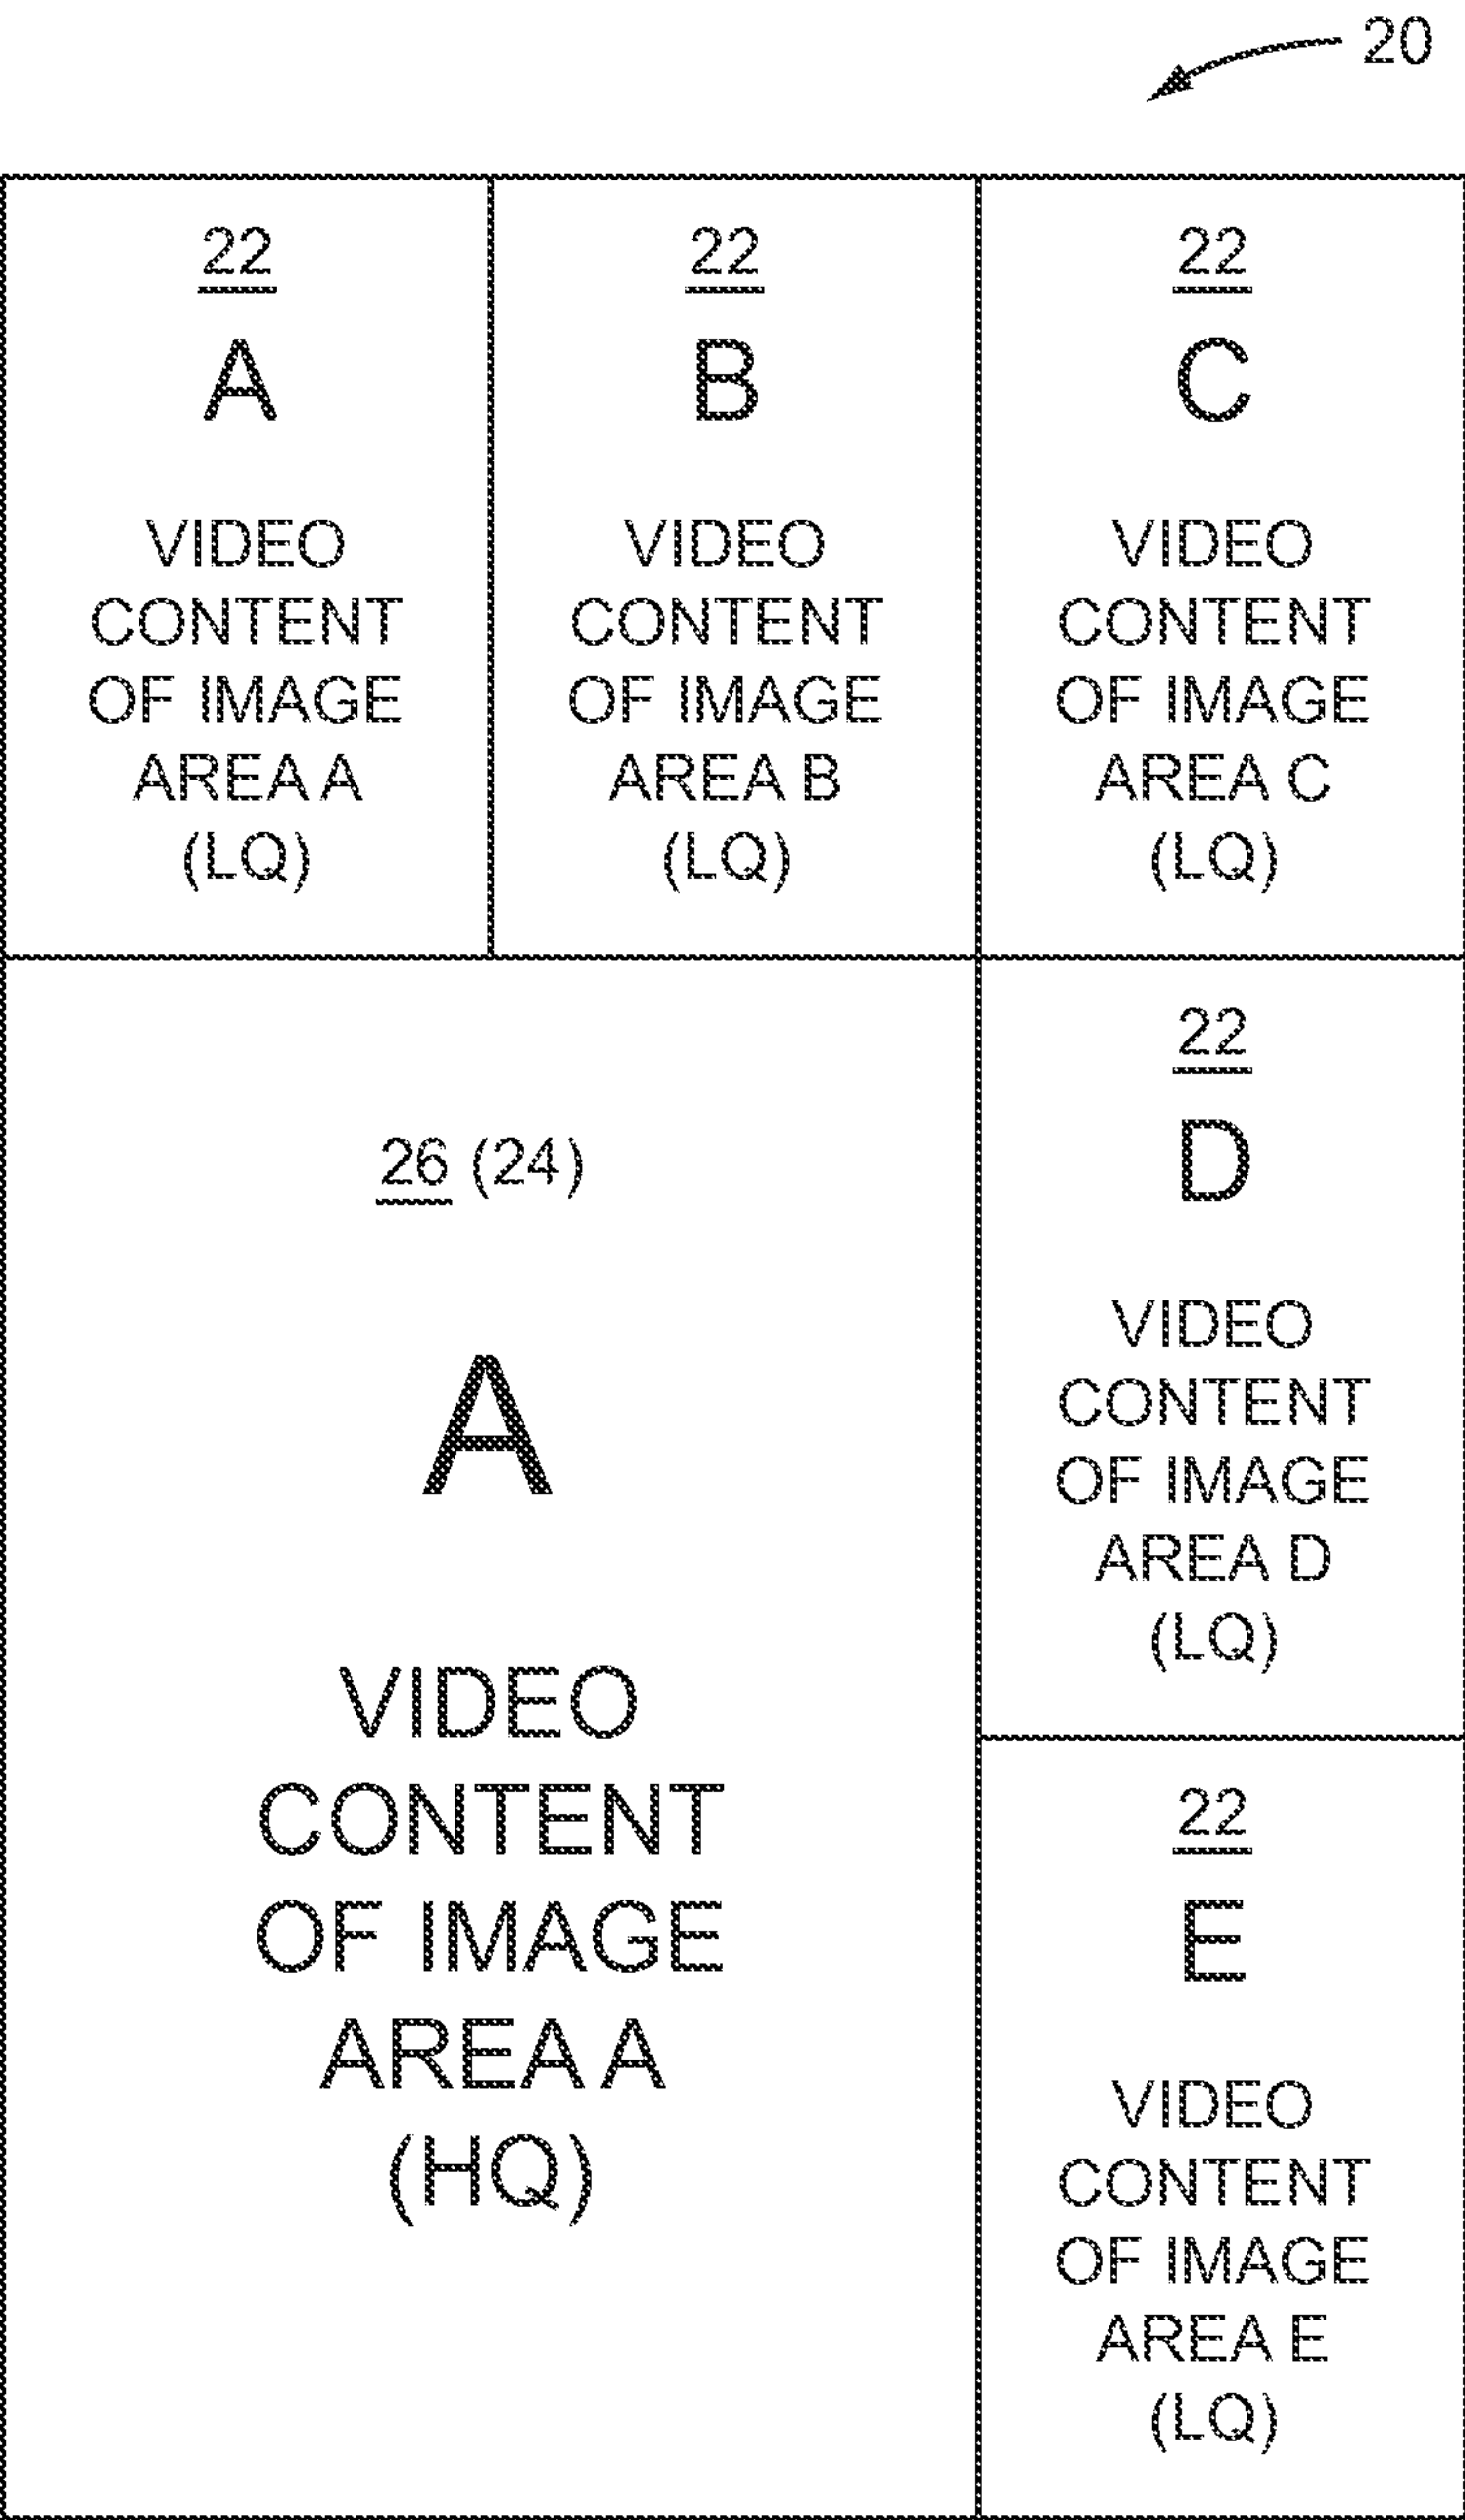 20
22
A
VIDEO
CONTENT
OF IMAGE
AREA A
(LQ)
22
B
VIDEO
CONTENT
OF IMAGE
AREA B
(LQ)
22
C
VIDEO
CONTENT
OF IMAGE
AREA C
(LQ)
26 (24)
A
VIDEO
CONTENT
OF IMAGE
AREA A
(HQ)
22
D
VIDEO
CONTENT
OF IMAGE
AREA D
(LQ)
22
E
VIDEO
CONTENT
OF IMAGE
AREA E
(LQ)